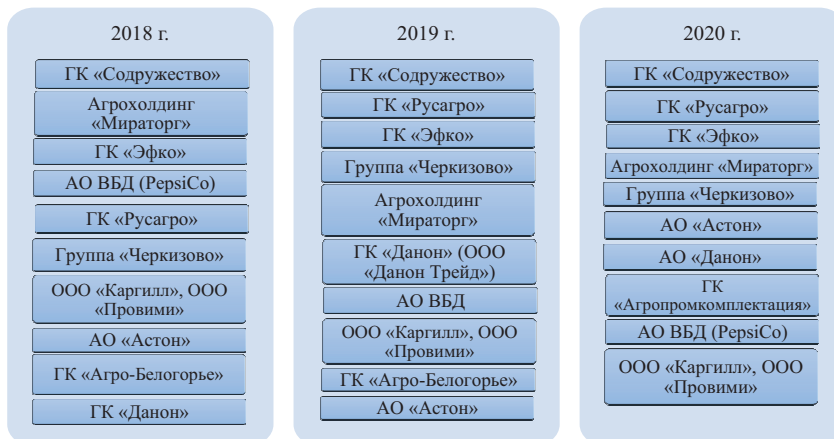 2018 г.
ГК «Содружество»
Агрохолдинг
«Мираторг»
ГК «Эфко»
АО ВБД (PepsiCo)
ГК «Русагро»
Группа «Черкизово»
ООО «Каргилл», ООО
«Провими»
АО «Астон»
ГК «Агро-Белогорье»
ГК «Данон»
2019 г.
ГК «Содружество»
ГК «Русагро»
ГК «Эфко»
Группа «Черкизово»
Агрохолдинг
«Мираторг»
ГК «Данон» (ООО
«Данон Трейд»)
АО ВБД
ООО «Каргилл», ООО
«Провими»
ГК «Агро-Белогорье»
АО «Астон»
2020 г.
ГК «Содружество»
ГК «Русагро»
ГК «Эфко»
Агрохолдинг «Мираторг»
Группа «Черкизово»
АО «Астон»
АО «Данон»
ГК
«Агропромкомплектация»
АО ВБД (PepsiCo)
ООО «Каргилл», ООО
«Провими»